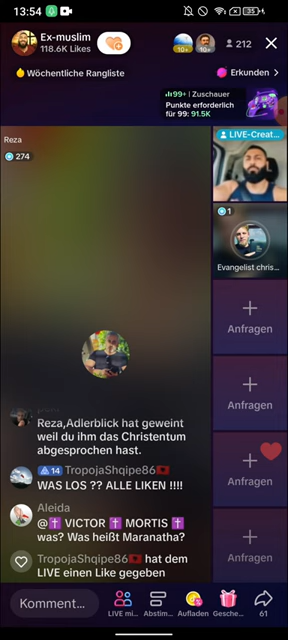 13:54
35
Ex-muslim
118.6K Likes
10+
10+
212
Wöchentliche Rangliste
Erkunden >
99+ | Zuschauer
Punkte erforderlich
für 99: 91.5K
Reza
274
LIVE-Creat...
1
Evangelist chris...
Anfragen
Anfragen
Anfragen
Anfragen
Reza,Adlerblick hat geweint
weil du ihm das Christentum
abgesprochen hast.
14 TropojaShqipe86🇦🇱
WAS LOS ?? ALLE LIKEN !!!!
Aleida
@✝️ VICTOR ✝️ MORTIS ✝️
was? Was heißt Maranatha?
TropojaShqipe86🇦🇱 hat dem
LIVE einen Like gegeben
Komment...
LIVE mi...
Abstim...
Aufladen
Gesche...
61